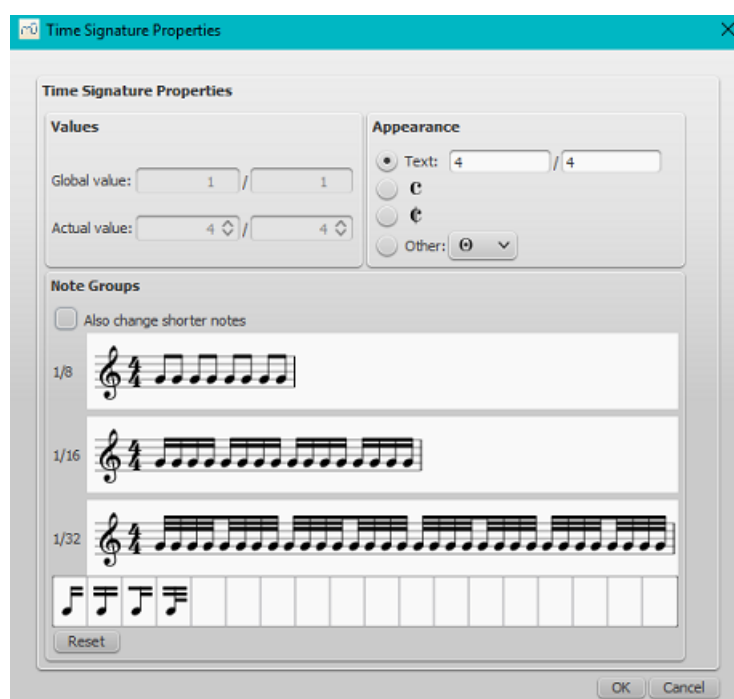 Time Signature Properties
Time Signature Properties
Values
Global value: 1 / 1
Actual value: 4 / 4
Appearance
Text: 4 / 4
Other:
Note Groups
Also change shorter notes
1/8
1/16
1/32
Reset
OK Cancel